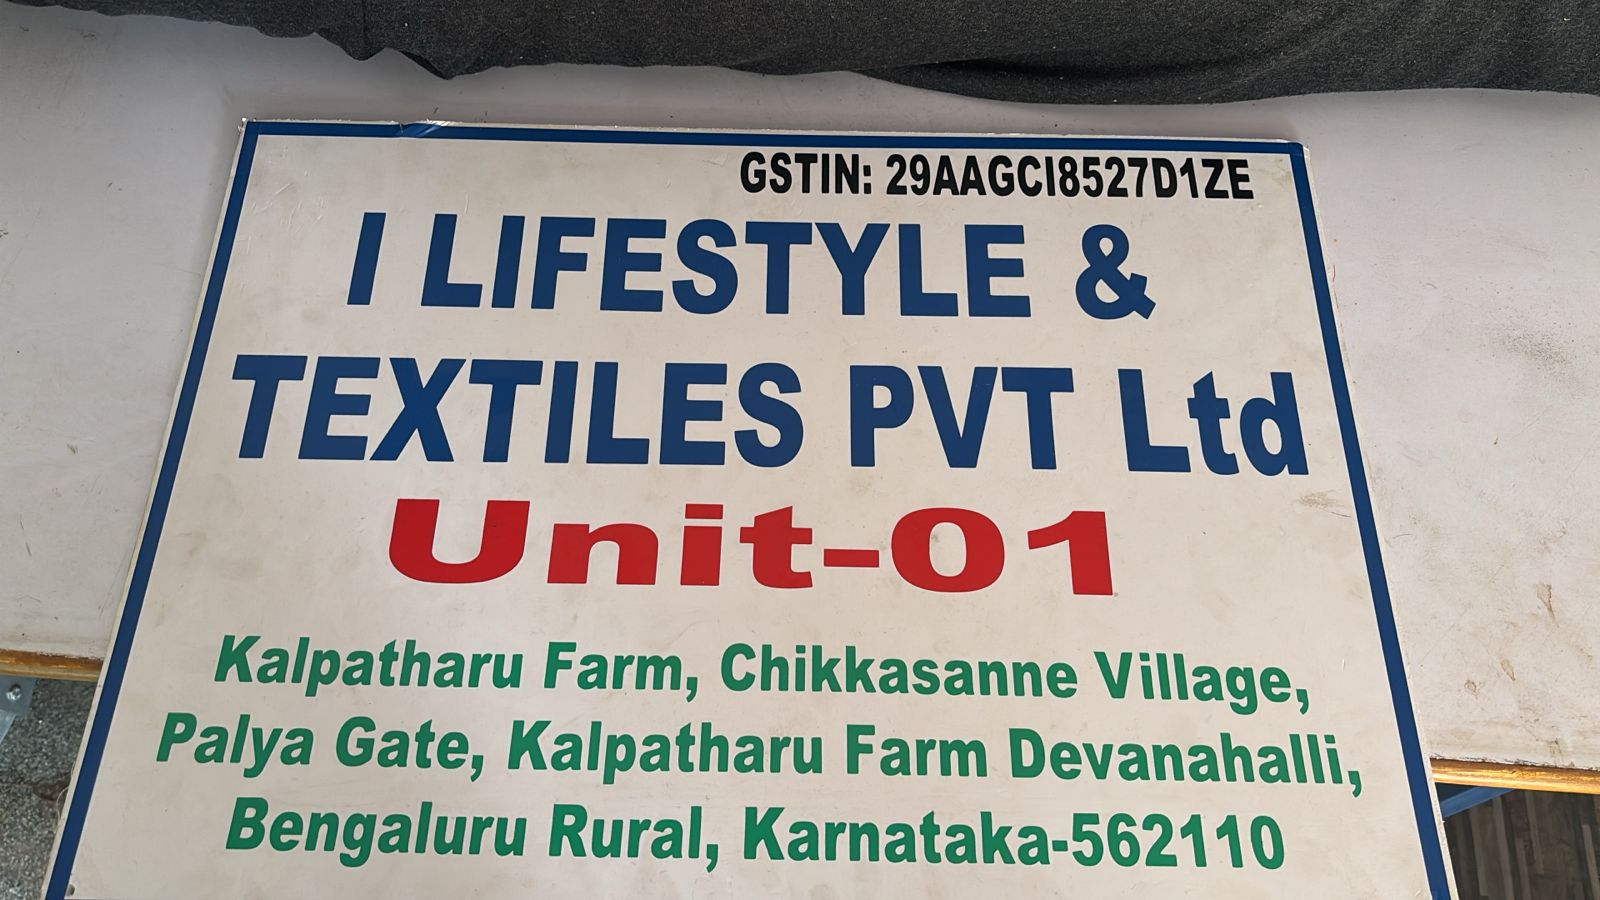 GSTIN: 29AAGCI8527D1ZE
I LIFESTYLE &
TEXTILES PVT Ltd
Unit-01
Kalpatharu Farm, Chikkasanne Village,
Palya Gate, Kalpatharu Farm Devanahalli,
Bengaluru Rural, Karnataka-562110